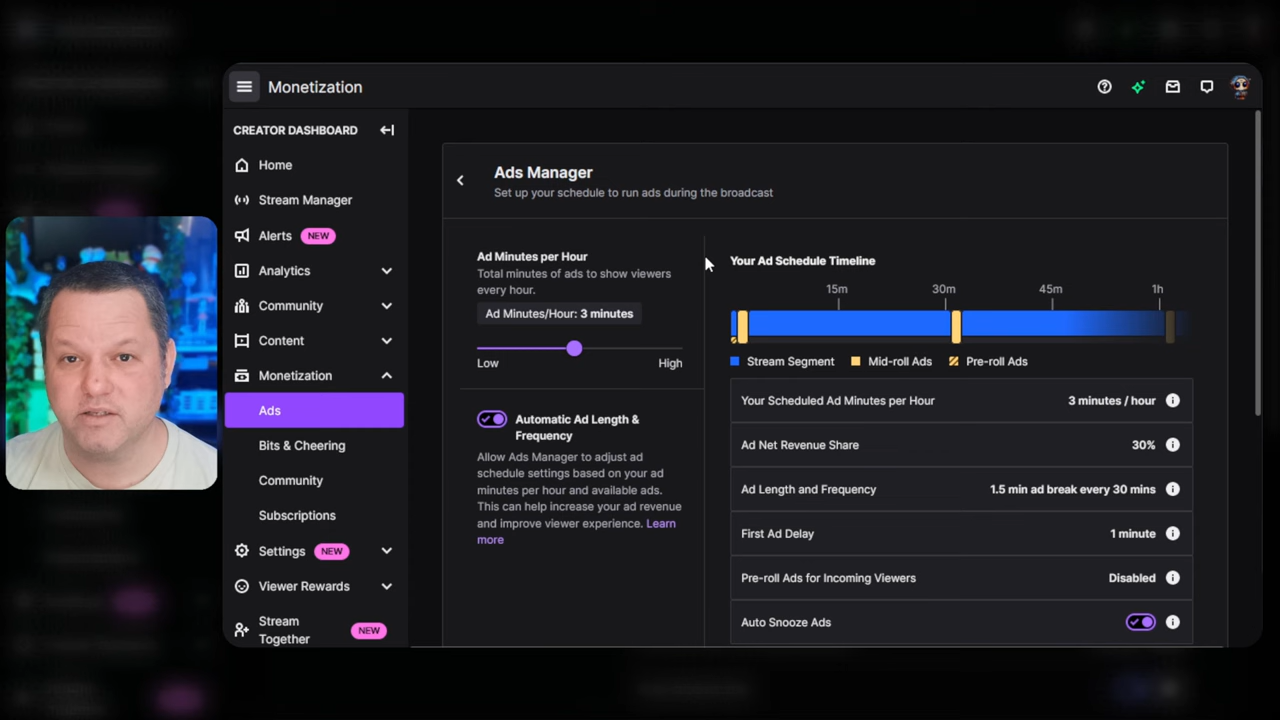 Monetization
CREATOR DASHBOARD
Home
Stream Manager
Alerts NEW
Analytics
Community
Content
Monetization
Ads
Bits & Cheering
Community
Subscriptions
Settings NEW
Viewer Rewards
Stream
Together NEW
Ads Manager
Set up your schedule to run ads during the broadcast
Ad Minutes per Hour
Total minutes of ads to show viewers
every hour.
Ad Minutes/Hour: 3 minutes
Low High
Automatic Ad Length &
Frequency
Allow Ads Manager to adjust ad
schedule settings based on your ad
minutes per hour and available ads.
This can help increase your ad revenue
and improve viewer experience. Learn
more
Your Ad Schedule Timeline
15m 30m 45m 1h
Stream Segment Mid-roll Ads Pre-roll Ads
Your Scheduled Ad Minutes per Hour 3 minutes / hour
Ad Net Revenue Share 30%
Ad Length and Frequency 1.5 min ad break every 30 mins
First Ad Delay 1 minute
Pre-roll Ads for Incoming Viewers Disabled
Auto Snooze Ads